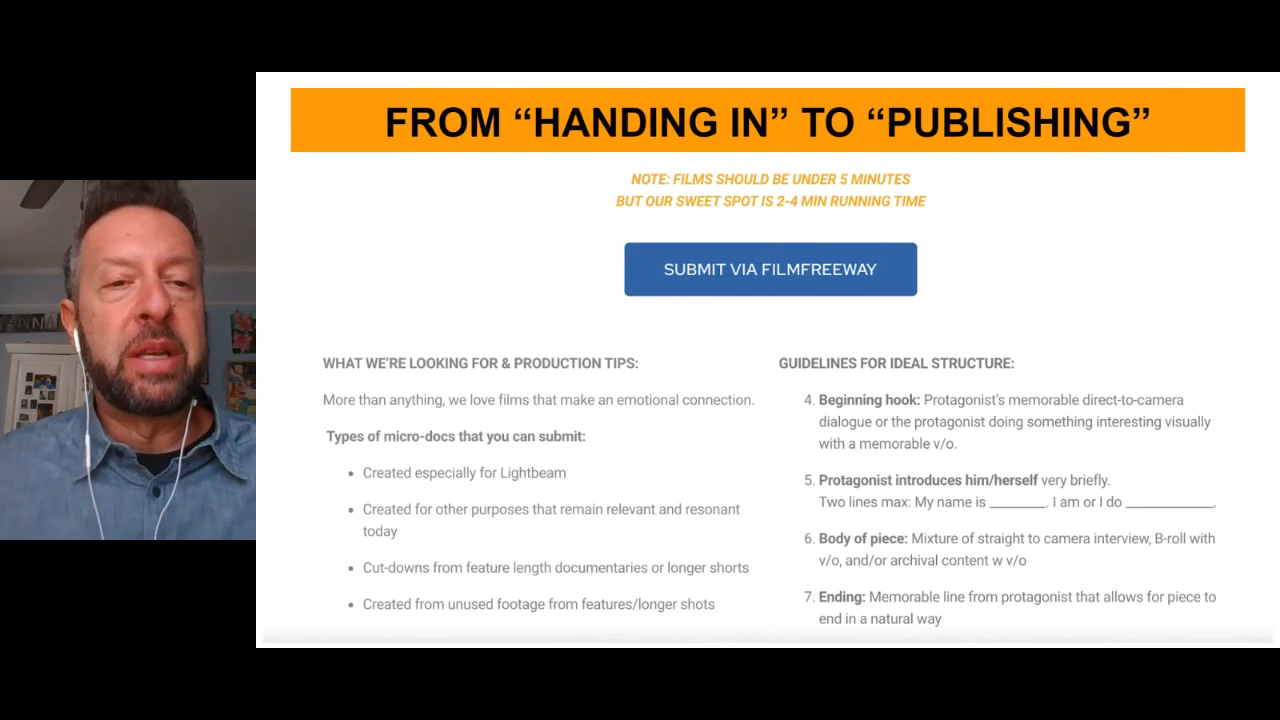 FROM “HANDING IN” TO “PUBLISHING”
NOTE: FILMS SHOULD BE UNDER 5 MINUTES
BUT OUR SWEET SPOT IS 2-4 MIN RUNNING TIME
SUBMIT VIA FILMFREEWAY
WHAT WE’RE LOOKING FOR & PRODUCTION TIPS:
More than anything, we love films that make an emotional connection.
Types of micro-docs that you can submit:
• Created especially for Lightbeam
• Created for other purposes that remain relevant and resonant
today
• Cut-downs from feature length documentaries or longer shorts
• Created from unused footage from features/longer shots
GUIDELINES FOR IDEAL STRUCTURE:
4. Beginning hook: Protagonist’s memorable direct-to-camera
dialogue or the protagonist doing something interesting visually
with a memorable v/o.
5. Protagonist introduces him/herself very briefly.
Two lines max: My name is ________. I am or I do _____________.
6. Body of piece: Mixture of straight to camera interview, B-roll with
v/o, and/or archival content w v/o
7. Ending: Memorable line from protagonist that allows for piece to
end in a natural way